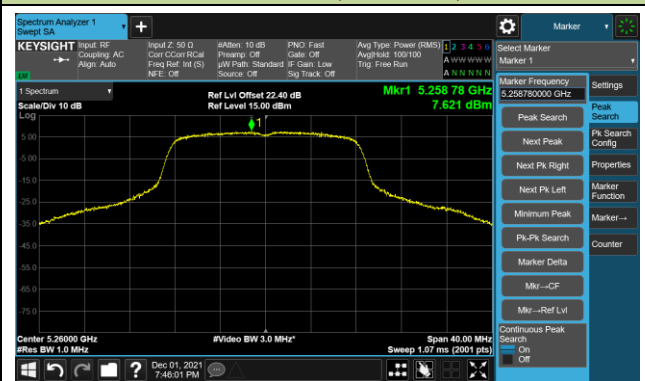 Spectrum Analyzer 1
Swept SA
+
Marker
KEYSIGHT
Input: RF
Coupling: AC
Align: Auto
Input Z: 50 Ω
Corr CCorr RCal
Freq Ref: Int (S)
NFE: Off
#Atten: 10 dB
Preamp: Off
µW Path: Standard
Source: Off
PNO: Fast
Gate: Off
IF Gain: Low
Sig Track: Off
Avg Type: Power (RMS)
Avg|Hold: 100/100
Trig: Free Run
1 2 3 4 5 6
A W W W W W
A N N N N N
LXI
Select Marker
Marker 1
1 Spectrum
Scale/Div 10 dB
Log
Ref Lvl Offset 22.40 dB
Ref Level 15.00 dBm
Mkr1 5.258 78 GHz
7.621 dBm
1
5.00
-5.00
-15.0
-25.0
-35.0
-45.0
-55.0
-65.0
-75.0
Center 5.26000 GHz
#Res BW 1.0 MHz
#Video BW 3.0 MHz*
Span 40.00 MHz
Sweep 1.07 ms (2001 pts)
Marker Frequency
5.258780000 GHz
Peak Search
Next Peak
Next Pk Right
Next Pk Left
Minimum Peak
Pk-Pk Search
Marker Delta
Mkr→CF
Mkr→Ref Lvl
Continuous Peak
Search
On
Off
Settings
Peak
Search
Pk Search
Config
Properties
Marker
Function
Marker→
Counter
?
Dec 01, 2021
7:46:01 PM